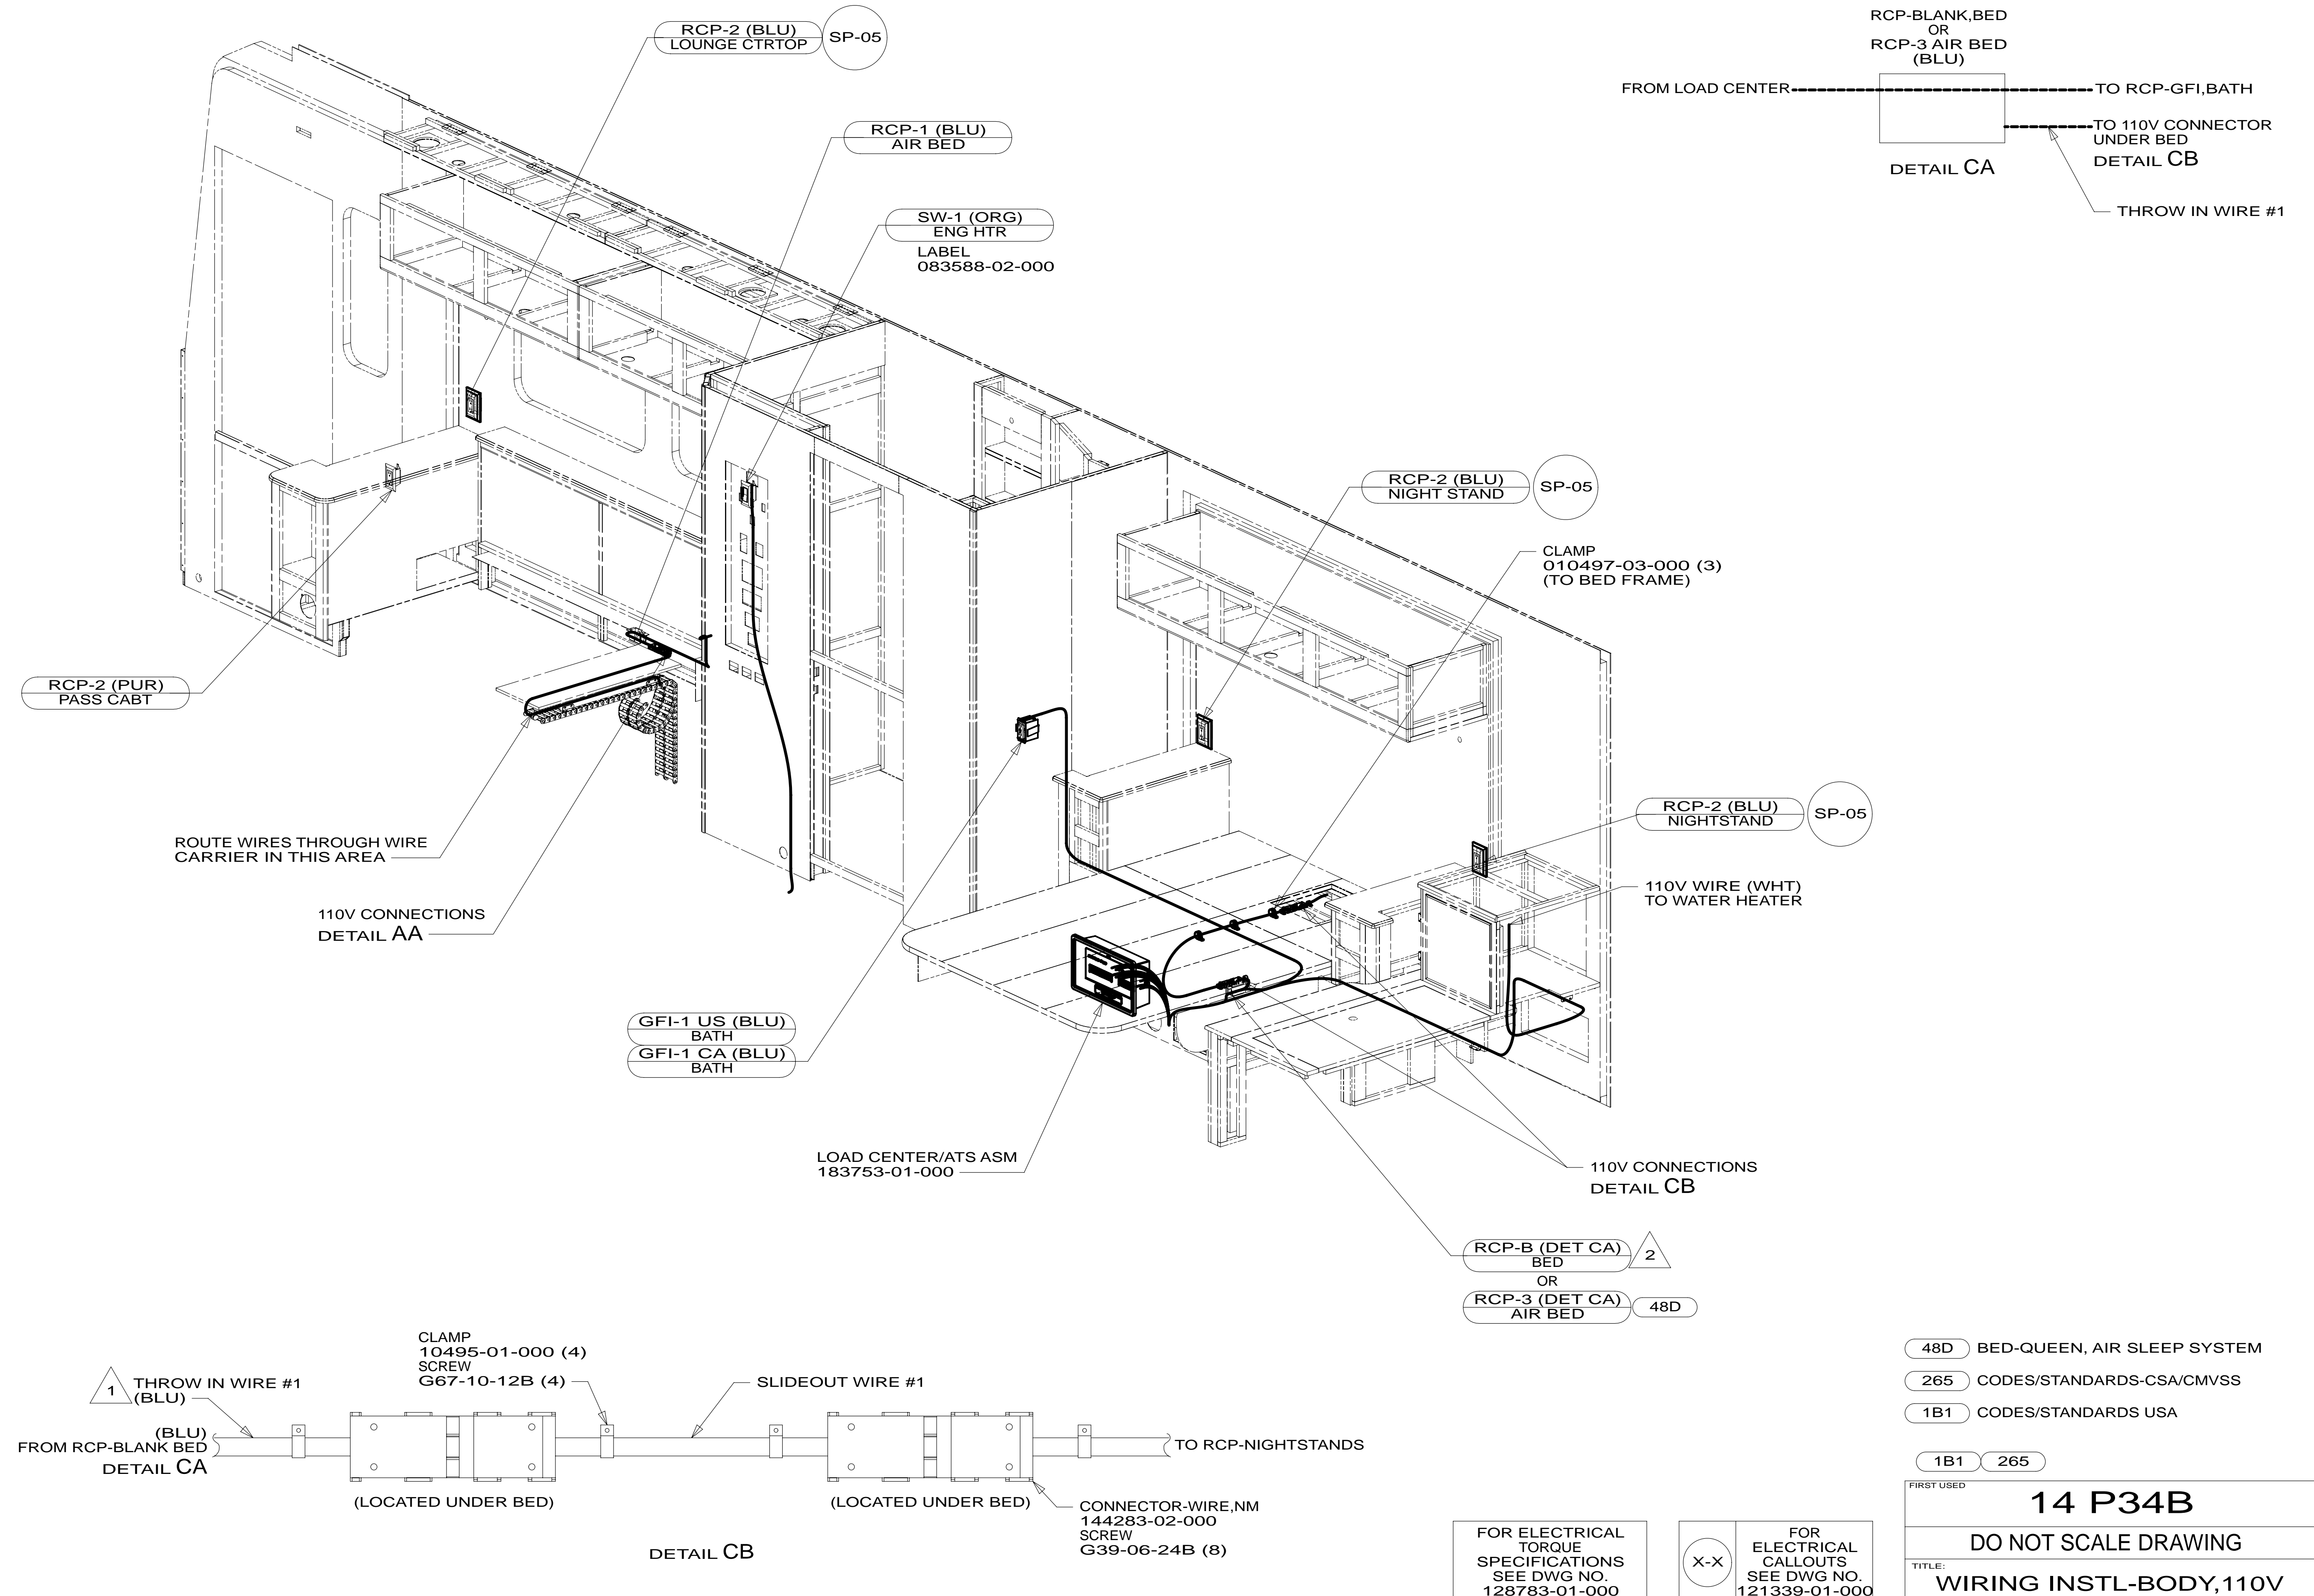 RCP-2 (BLU)
LOUNGE CTRTOP
SP-05
RCP-BLANK,BED
OR
RCP-3 AIR BED
(BLU)
FROM LOAD CENTER
TO RCP-GFI,BATH
TO 110V CONNECTOR
UNDER BED
DETAIL CB
DETAIL CA
THROW IN WIRE #1
RCP-1 (BLU)
AIR BED
SW-1 (ORG)
ENG HTR
LABEL
083588-02-000
RCP-2 (BLU)
NIGHT STAND
SP-05
CLAMP
010497-03-000 (3)
(TO BED FRAME)
RCP-2 (PUR)
PASS CABT
RCP-2 (BLU)
NIGHTSTAND
SP-05
ROUTE WIRES THROUGH WIRE
CARRIER IN THIS AREA
110V WIRE (WHT)
TO WATER HEATER
110V CONNECTIONS
DETAIL AA
GFI-1 US (BLU)
BATH
GFI-1 CA (BLU)
BATH
LOAD CENTER/ATS ASM
183753-01-000
110V CONNECTIONS
DETAIL CB
RCP-B (DET CA)
BED
2
OR
RCP-3 (DET CA)
AIR BED
48D
CLAMP
10495-01-000 (4)
SCREW
G67-10-12B (4)
1
THROW IN WIRE #1
(BLU)
SLIDEOUT WIRE #1
(BLU)
FROM RCP-BLANK BED
DETAIL CA
TO RCP-NIGHTSTANDS
(LOCATED UNDER BED)
(LOCATED UNDER BED)
CONNECTOR-WIRE,NM
144283-02-000
SCREW
G39-06-24B (8)
DETAIL CB
48D BED-QUEEN, AIR SLEEP SYSTEM
265 CODES/STANDARDS-CSA/CMVSS
1B1 CODES/STANDARDS USA
1B1 265
FIRST USED
14 P34B
DO NOT SCALE DRAWING
TITLE:
WIRING INSTL-BODY,110V
FOR ELECTRICAL
TORQUE
SPECIFICATIONS
SEE DWG NO.
128783-01-000
X-X
FOR
ELECTRICAL
CALLOUTS
SEE DWG NO.
121339-01-000